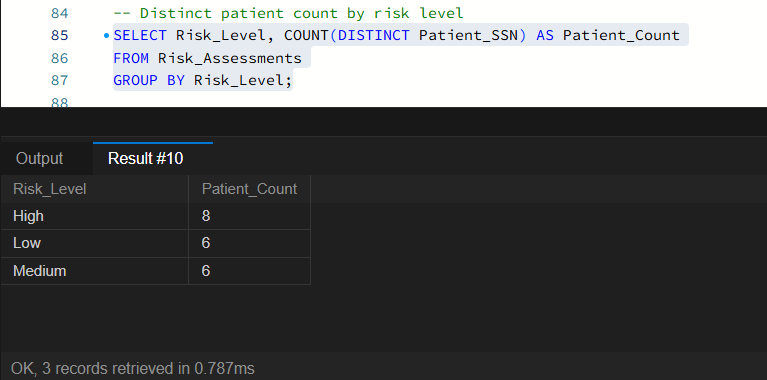 84 -- Distinct patient count by risk level
85 SELECT Risk_Level, COUNT(DISTINCT Patient_SSN) AS Patient_Count
86 FROM Risk_Assessments
87 GROUP BY Risk_Level;
88
Output Result #10
Risk_Level Patient_Count
High 8
Low 6
Medium 6
OK, 3 records retrieved in 0.787ms